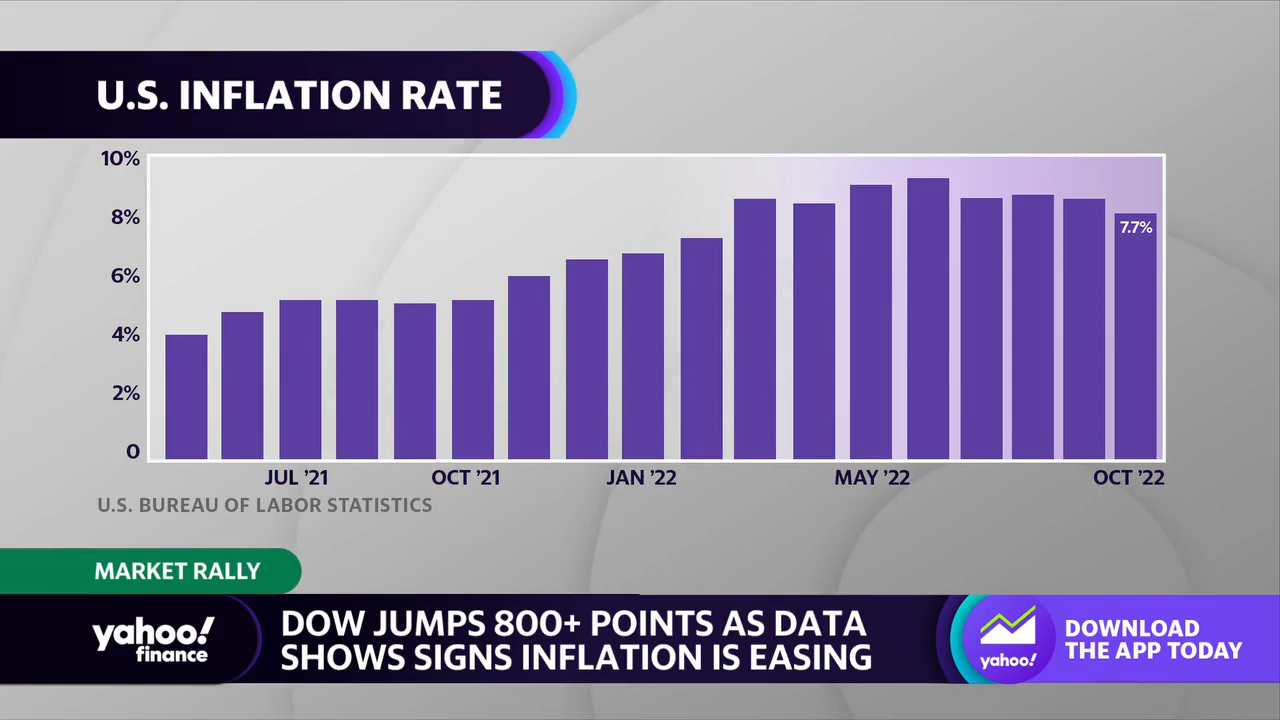 U.S. INFLATION RATE
10%
8%
6%
4%
2%
0
7.7%
JUL ’21 OCT ’21 JAN ’22 MAY ’22 OCT ’22
U.S. BUREAU OF LABOR STATISTICS
MARKET RALLY
yahoo!
finance
DOW JUMPS 800+ POINTS AS DATA
SHOWS SIGNS INFLATION IS EASING
yahoo!
DOWNLOAD
THE APP TODAY